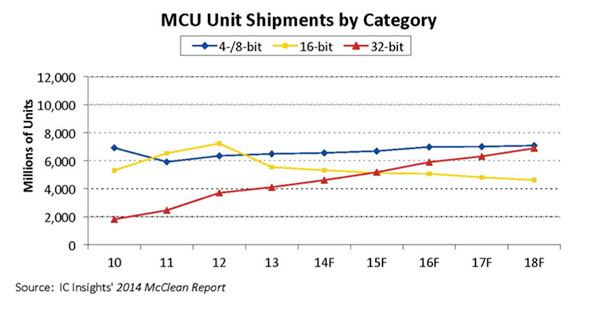 MCU Unit Shipments by Category
4-/8-bit 16-bit 32-bit
Millions of Units
12,000
10,000
8,000
6,000
4,000
2,000
0
10 11 12 13 14F 15F 16F 17F 18F
Source: IC Insights' 2014 McClean Report